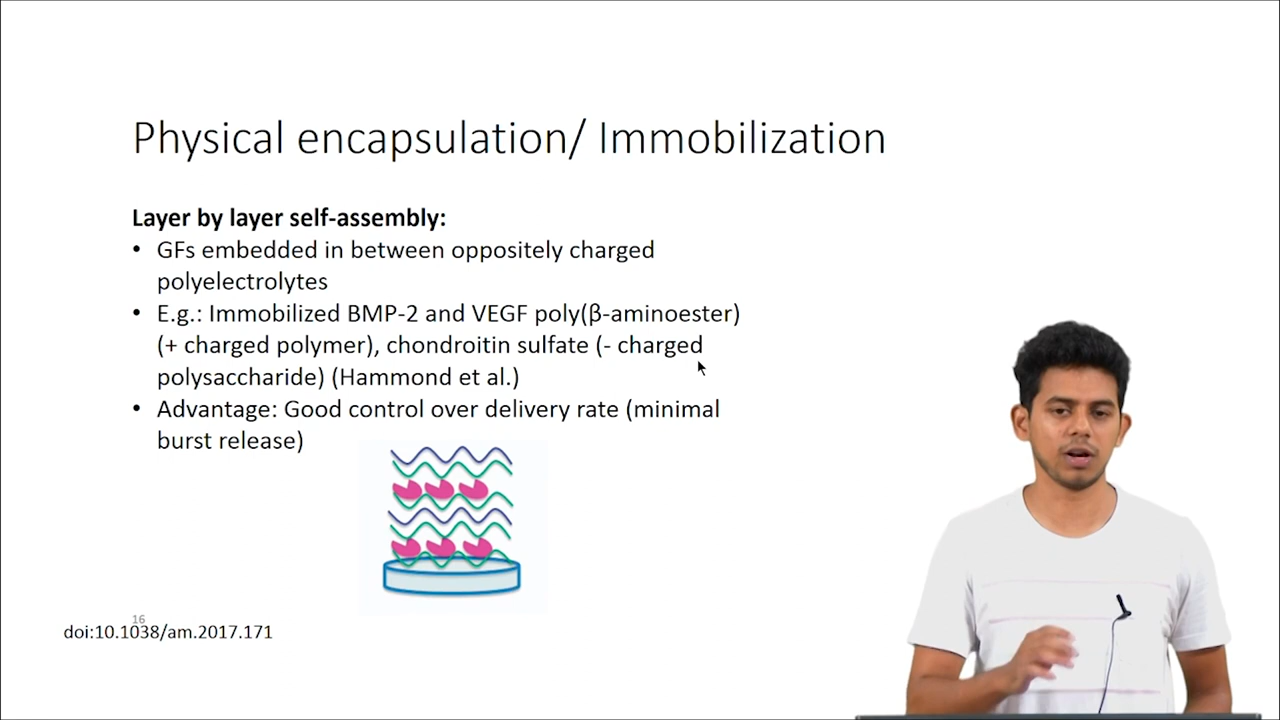 Physical encapsulation/ Immobilization
Layer by layer self-assembly:
• GFs embedded in between oppositely charged
polyelectrolytes
• E.g.: Immobilized BMP-2 and VEGF poly(β-aminoester)
(+ charged polymer), chondroitin sulfate (- charged
polysaccharide) (Hammond et al.)
• Advantage: Good control over delivery rate (minimal
burst release)
16
doi:10.1038/am.2017.171